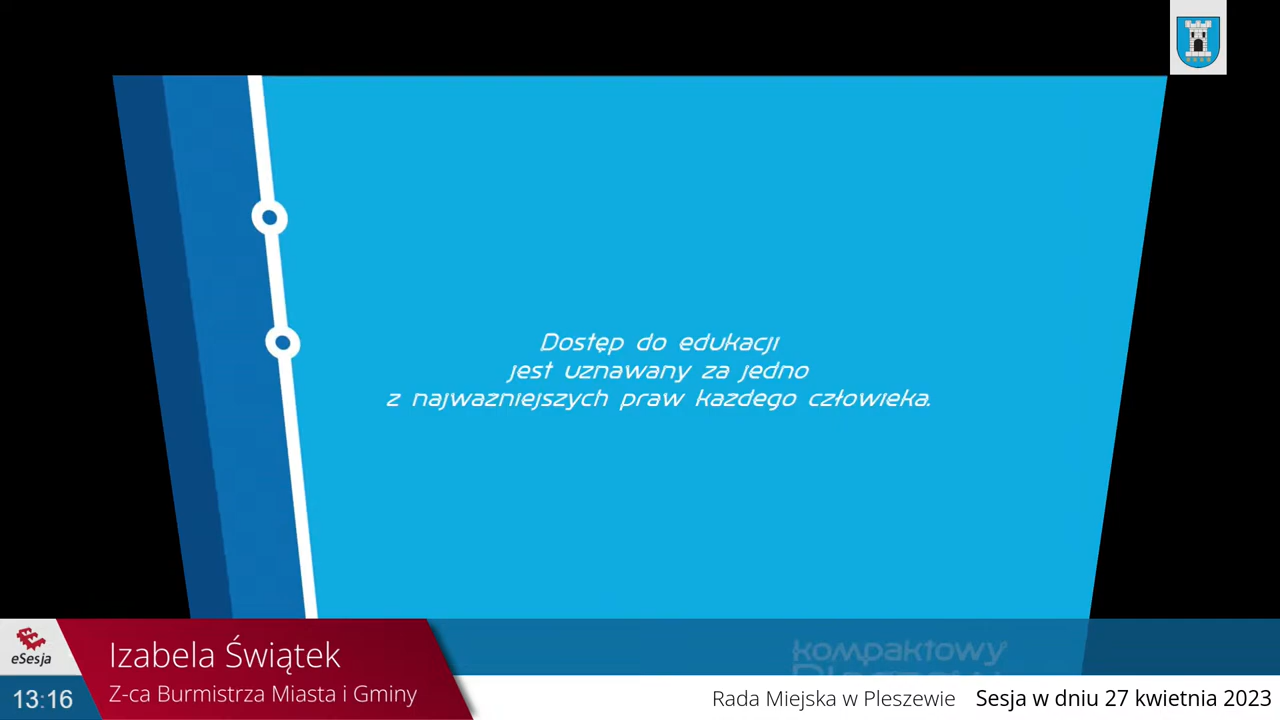 Dostęp do edukacji
jest uznawany za jedno
z najwazniejszych praw kazdego człowieka.
kompaktowy
eSesja
Izabela Świątek
Z-ca Burmistrza Miasta i Gminy
13:16
Rada Miejska w Pleszewie Sesja w dniu 27 kwietnia 2023